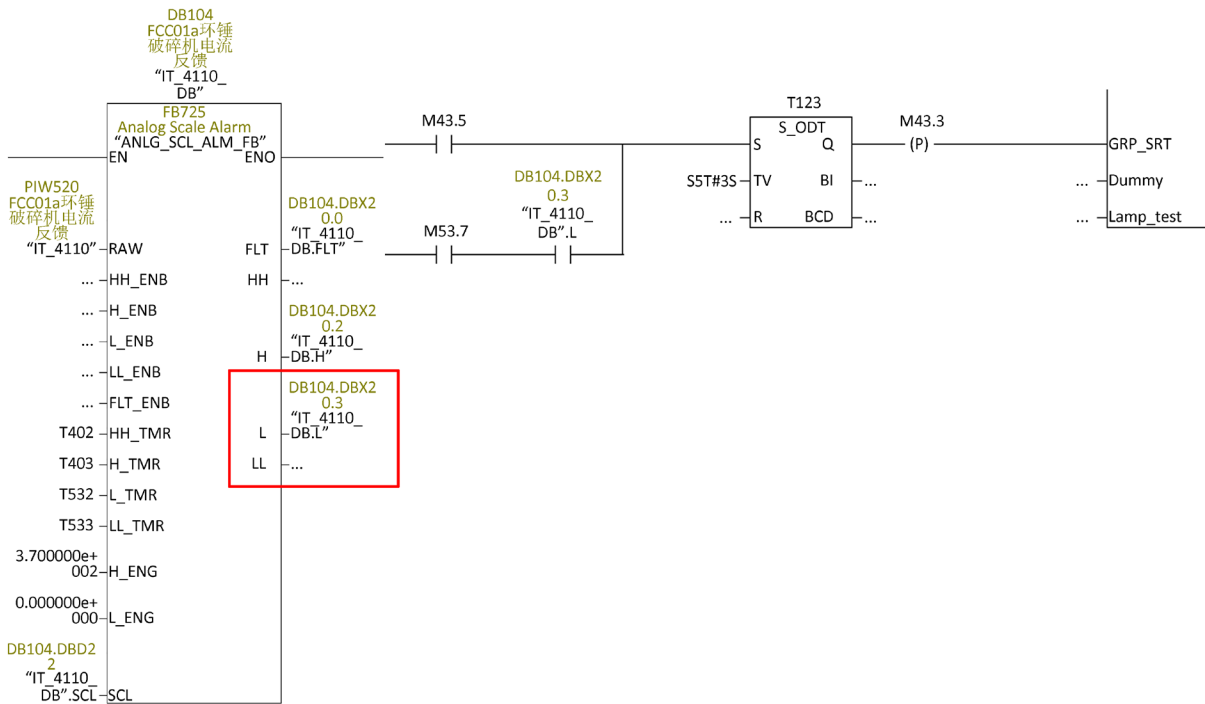 DB104
FCC01a环锤
破碎机电流
反馈
“IT_4110_
DB”
FB725
Analog Scale Alarm
“ANLG_SCL_ALM_FB”
EN
ENO
PIW520
FCC01a环锤
破碎机电流
反馈
“IT_4110”
RAW
DB104.DBX2
0.0
“IT_4110_
FLT
DB.FLT”
...
HH_ENB
HH
...
...
H_ENB
DB104.DBX2
0.2
“IT_4110_
...
L_ENB
H
DB.H”
...
LL_ENB
DB104.DBX2
0.3
“IT_4110_
...
FLT_ENB
T402
HH_TMR
L
DB.L”
T403
H_TMR
LL
...
T532
L_TMR
T533
LL_TMR
3.700000e+
002
H_ENG
0.000000e+
000
L_ENG
DB104.DBD2
2
“IT_4110_
DB”.SCL
SCL
M43.5
M53.7
DB104.DBX2
0.3
“IT_4110_
DB”.L
T123
S_ODT
S
Q
S5T#3S
TV
BI
...
...
R
BCD
...
M43.3
(P)
GRP_SRT
...
Dummy
...
Lamp_test